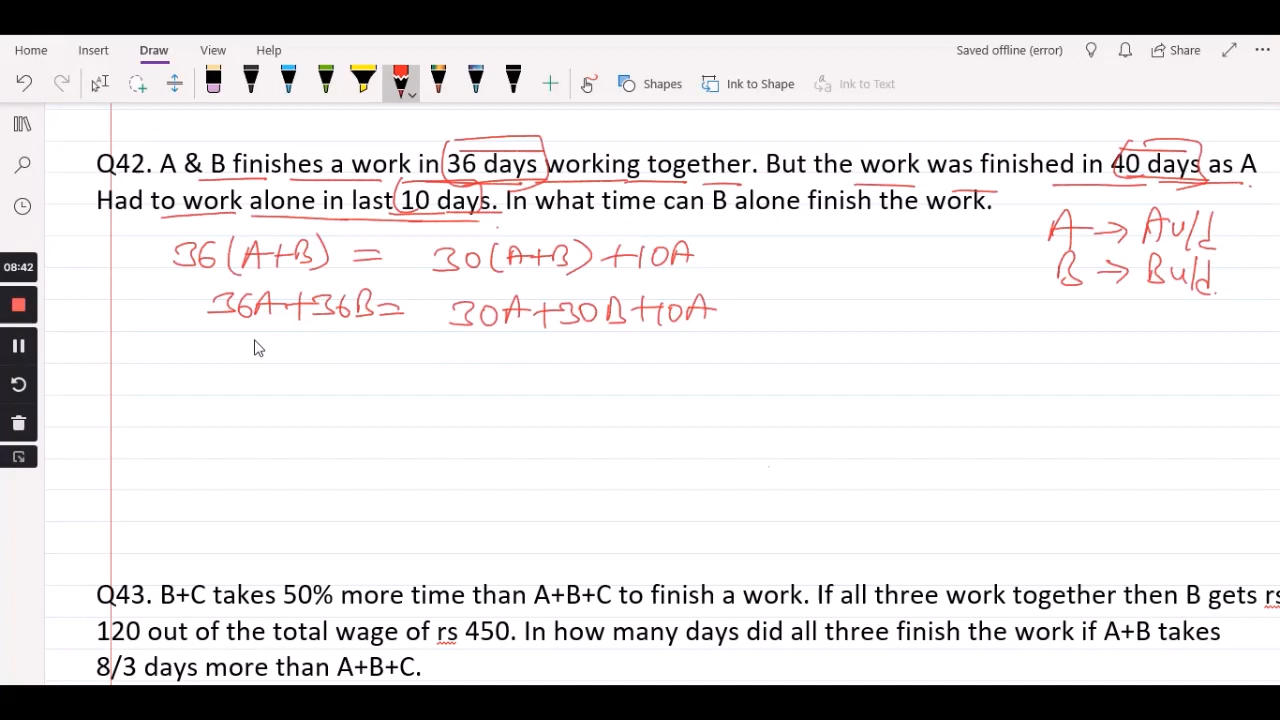 Home Insert Draw View Help Saved offline (error) Share
Shapes Ink to Shape Ink to Text
Q42. A & B finishes a work in 36 days working together. But the work was finished in 40 days as A
Had to work alone in last 10 days. In what time can B alone finish the work.
A → A u/d
B → B u/d
36(A+B) = 30(A+B)+10A
36A+36B= 30A+30B+10A
08:42
Q43. B+C takes 50% more time than A+B+C to finish a work. If all three work together then B gets rs
120 out of the total wage of rs 450. In how many days did all three finish the work if A+B takes
8/3 days more than A+B+C.